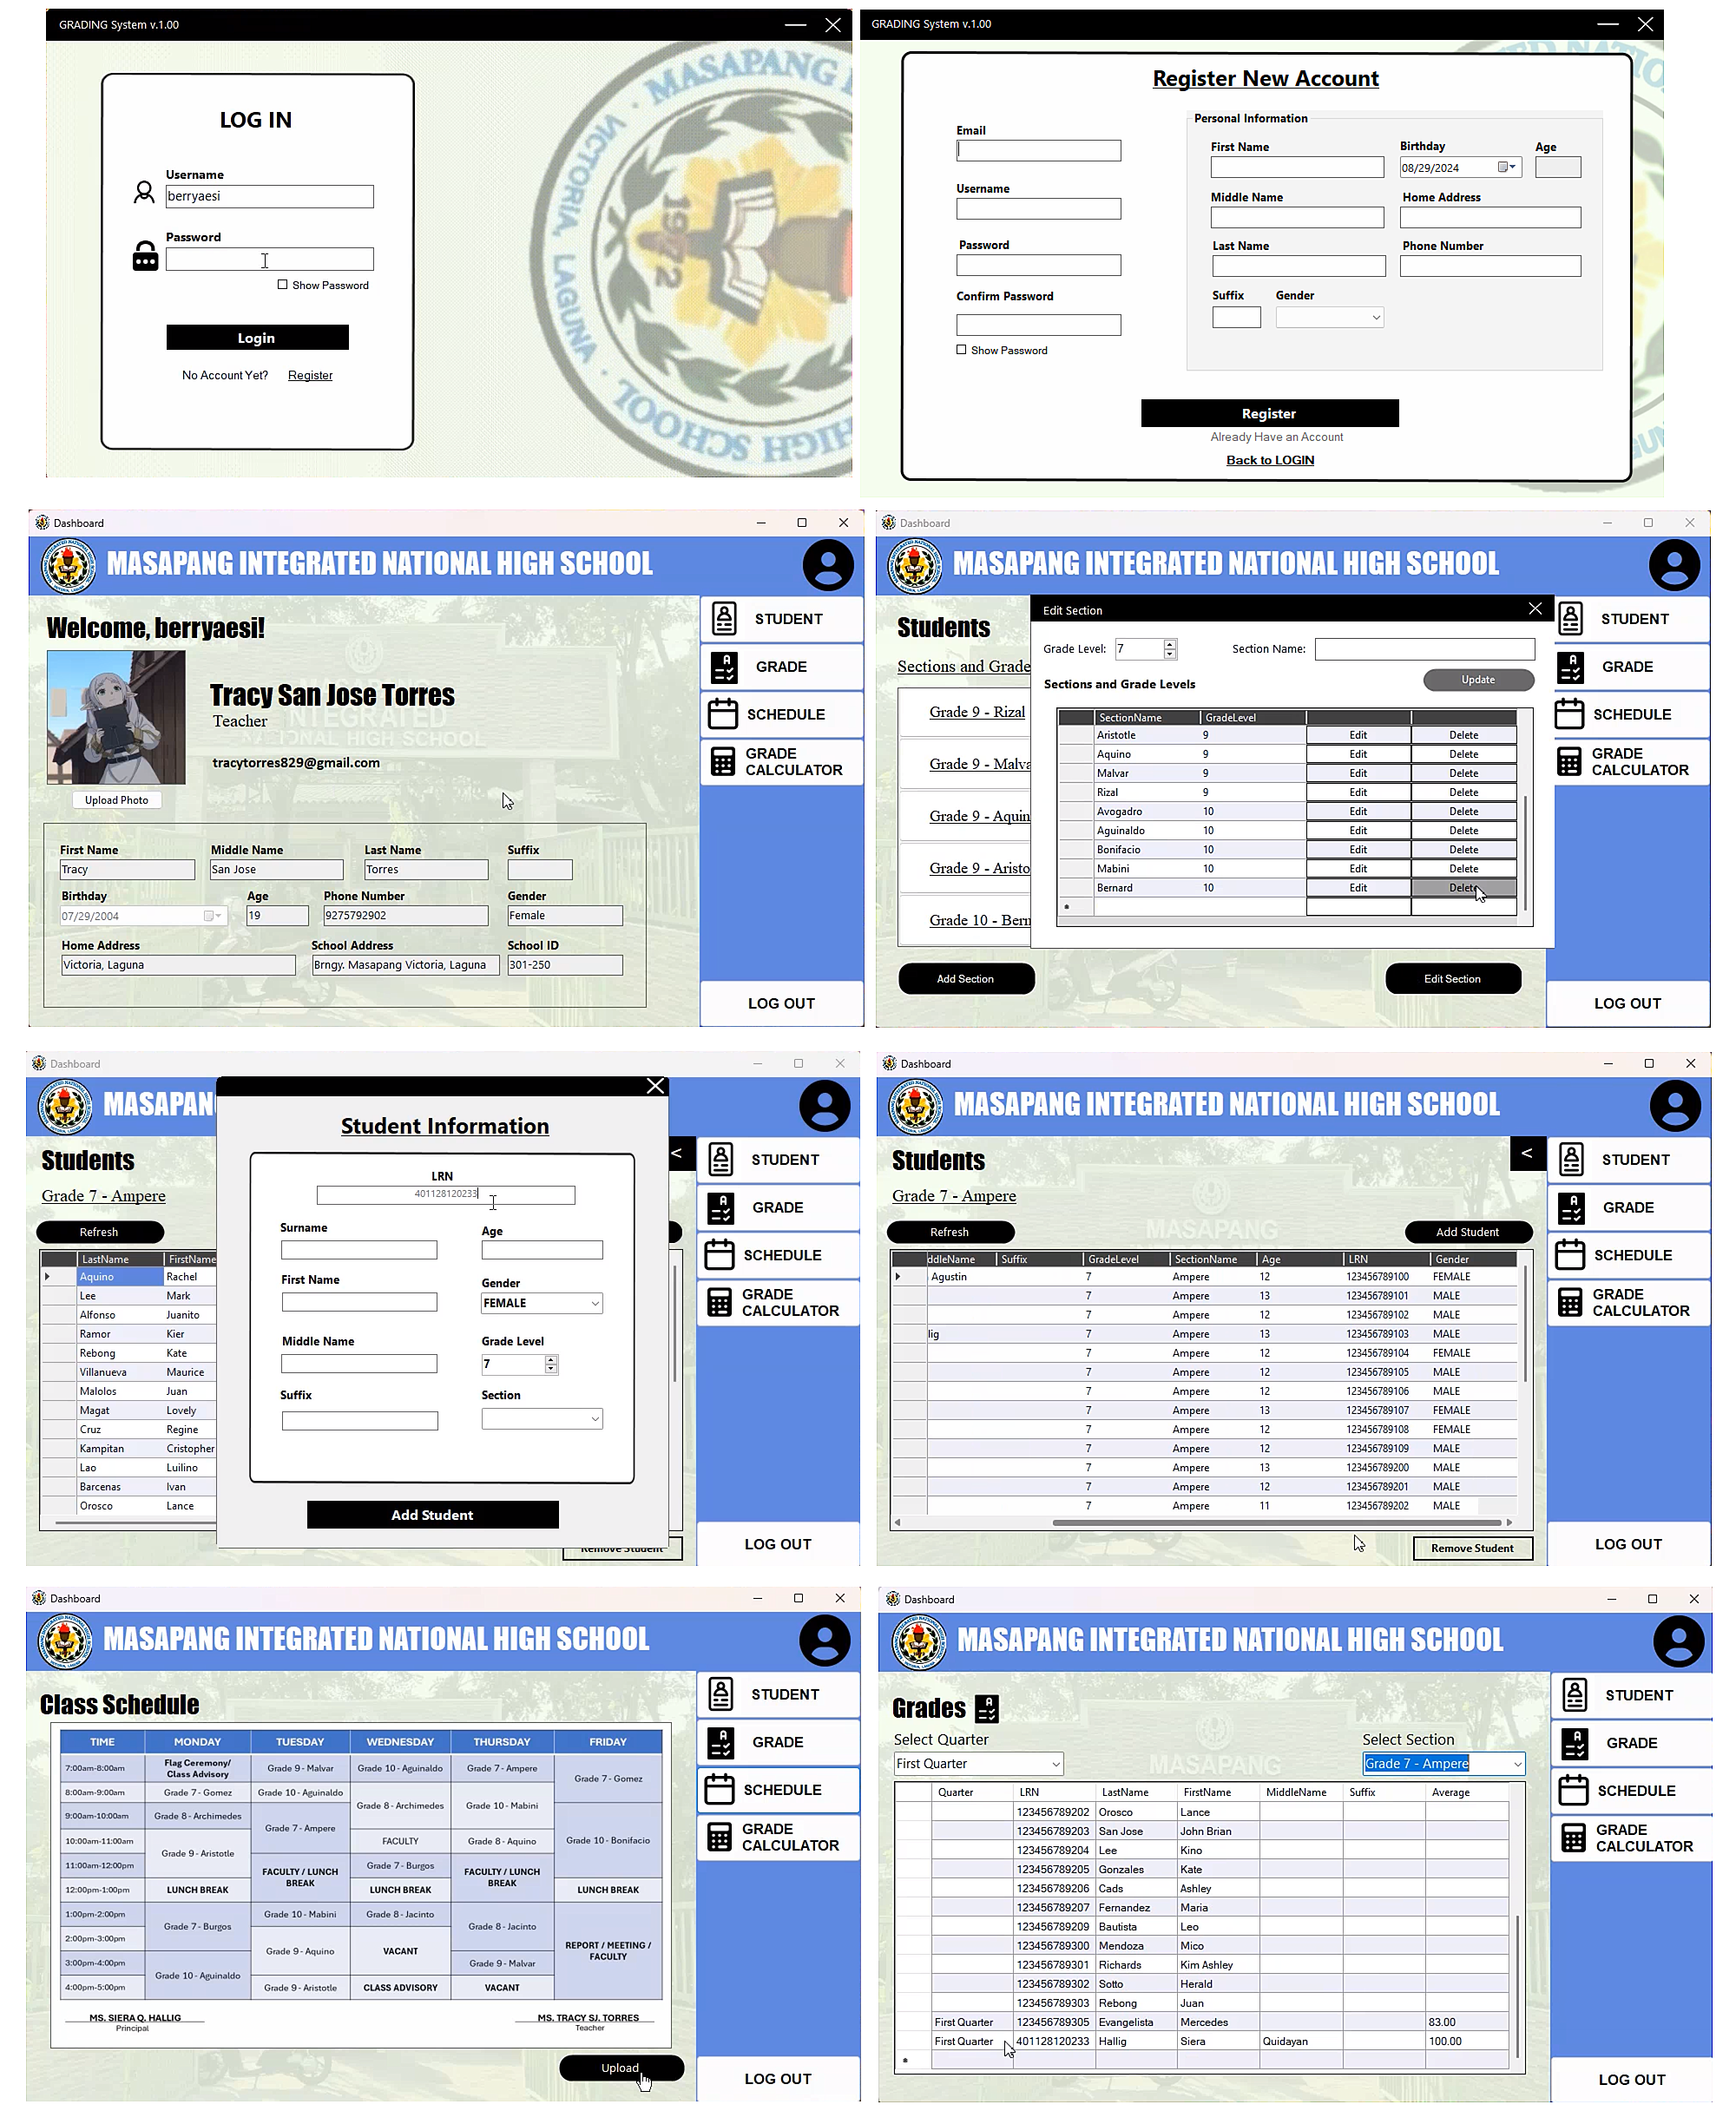 GRADING System v.1.00
MASAPANG
HIGH SCHOOL
VICTORIA, LAGUNA
1972
LOG IN
Username
berryaesi
Password
Show Password
Login
No Account Yet? Register
GRADING System v.1.00
Register New Account
Email
Username
Password
Confirm Password
Show Password
Personal Information
First Name Birthday Age
08/29/2024
Middle Name Home Address
Last Name Phone Number
Suffix Gender
Register
Already Have an Account
Back to LOGIN
Dashboard
MASAPANG INTEGRATED NATIONAL HIGH SCHOOL
Welcome, berryaesi!
Tracy San Jose Torres
Teacher
tracytorres829@gmail.com
Upload Photo
First Name Middle Name Last Name Suffix
Tracy San Jose Torres
Birthday Age Phone Number Gender
07/29/2004 19 9275792902 Female
Home Address School Address School ID
Victoria, Laguna Brngy. Masapang Victoria, Laguna 301-250
STUDENT
GRADE
SCHEDULE
GRADE
CALCULATOR
LOG OUT
Dashboard
MASAPANG INTEGRATED NATIONAL HIGH SCHOOL
Students
Sections and Grade
Grade 9 - Rizal
Grade 9 - Malva
Grade 9 - Aquin
Grade 9 - Aristo
Grade 10 - Bern
Add Section
Edit Section
Edit Section
Grade Level: 7 Section Name:
Update
Sections and Grade Levels
SectionName GradeLevel
Aristotle 9 Edit Delete
Aquino 9 Edit Delete
Malvar 9 Edit Delete
Rizal 9 Edit Delete
Avogadro 10 Edit Delete
Aguinaldo 10 Edit Delete
Bonifacio 10 Edit Delete
Mabini 10 Edit Delete
Bernard 10 Edit Delete
STUDENT
GRADE
SCHEDULE
GRADE
CALCULATOR
LOG OUT
Dashboard
MASAPAN
Students
Grade 7 - Ampere
Refresh
LastName FirstName
Aquino Rachel
Lee Mark
Alfonso Juanito
Ramor Kier
Rebong Kate
Villanueva Maurice
Malolos Juan
Magat Lovely
Cruz Regine
Kampitan Cristopher
Lao Luilino
Barcenas Ivan
Orosco Lance
Student Information
LRN
401128120233
Surname Age
First Name Gender
FEMALE
Middle Name Grade Level
7
Suffix Section
Add Student
Remove Student
<
STUDENT
GRADE
SCHEDULE
GRADE
CALCULATOR
LOG OUT
Dashboard
MASAPANG INTEGRATED NATIONAL HIGH SCHOOL
Students
<
Grade 7 - Ampere
MASAPANG
Refresh Add Student
ddleName Suffix GradeLevel SectionName Age LRN Gender
Agustin 7 Ampere 12 123456789100 FEMALE
7 Ampere 13 123456789101 MALE
7 Ampere 12 123456789102 MALE
lig 7 Ampere 13 123456789103 MALE
7 Ampere 12 123456789104 FEMALE
7 Ampere 12 123456789105 MALE
7 Ampere 12 123456789106 MALE
7 Ampere 13 123456789107 FEMALE
7 Ampere 12 123456789108 FEMALE
7 Ampere 12 123456789109 MALE
7 Ampere 13 123456789200 MALE
7 Ampere 12 123456789201 MALE
7 Ampere 11 123456789202 MALE
Remove Student
STUDENT
GRADE
SCHEDULE
GRADE
CALCULATOR
LOG OUT
Dashboard
MASAPANG INTEGRATED NATIONAL HIGH SCHOOL
Class Schedule
TIME MONDAY TUESDAY WEDNESDAY THURSDAY FRIDAY
7:00am-8:00am Flag Ceremony/ Class Advisory Grade 9 - Malvar Grade 10 - Aguinaldo Grade 7 - Ampere Grade 7 - Gomez
8:00am-9:00am Grade 7 - Gomez Grade 10 - Aguinaldo Grade 8 - Archimedes Grade 10 - Mabini
9:00am-10:00am Grade 8 - Archimedes Grade 7 - Ampere Grade 10 - Bonifacio
10:00am-11:00am Grade 9 - Aristotle FACULTY Grade 8 - Aquino
11:00am-12:00pm FACULTY / LUNCH BREAK Grade 7 - Burgos FACULTY / LUNCH BREAK
12:00pm-1:00pm LUNCH BREAK LUNCH BREAK LUNCH BREAK
1:00pm-2:00pm Grade 7 - Burgos Grade 10 - Mabini Grade 8 - Jacinto Grade 8 - Jacinto REPORT / MEETING / FACULTY
2:00pm-3:00pm Grade 9 - Aquino VACANT
3:00pm-4:00pm Grade 10 - Aguinaldo Grade 9 - Malvar
4:00pm-5:00pm Grade 9 - Aristotle CLASS ADVISORY VACANT
MS. SIERA Q. HALLIG MS. TRACY SJ. TORRES
Principal Teacher
Upload
STUDENT
GRADE
SCHEDULE
GRADE
CALCULATOR
LOG OUT
Dashboard
MASAPANG INTEGRATED NATIONAL HIGH SCHOOL
Grades
Select Quarter Select Section
First Quarter Grade 7 - Ampere
MASAPANG
Quarter LRN LastName FirstName MiddleName Suffix Average
123456789202 Orosco Lance
123456789203 San Jose John Brian
123456789204 Lee Kino
123456789205 Gonzales Kate
123456789206 Cads Ashley
123456789207 Fernandez Maria
123456789209 Bautista Leo
123456789300 Mendoza Mico
123456789301 Richards Kim Ashley
123456789302 Sotto Herald
123456789303 Rebong Juan
First Quarter 123456789305 Evangelista Mercedes 83.00
First Quarter 401128120233 Hallig Siera Quidayan 100.00
STUDENT
GRADE
SCHEDULE
GRADE
CALCULATOR
LOG OUT